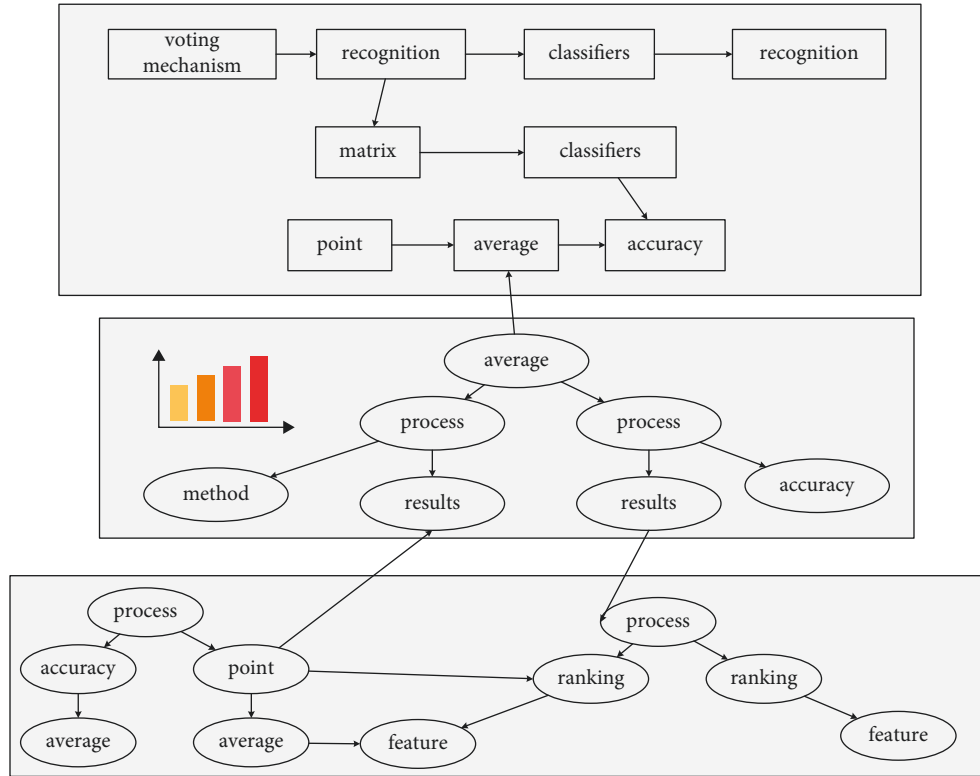 voting
mechanism
recognition
classifiers
recognition
matrix
classifiers
point
average
accuracy
average
process
process
method
results
results
accuracy
process
process
accuracy
point
ranking
ranking
average
average
feature
feature